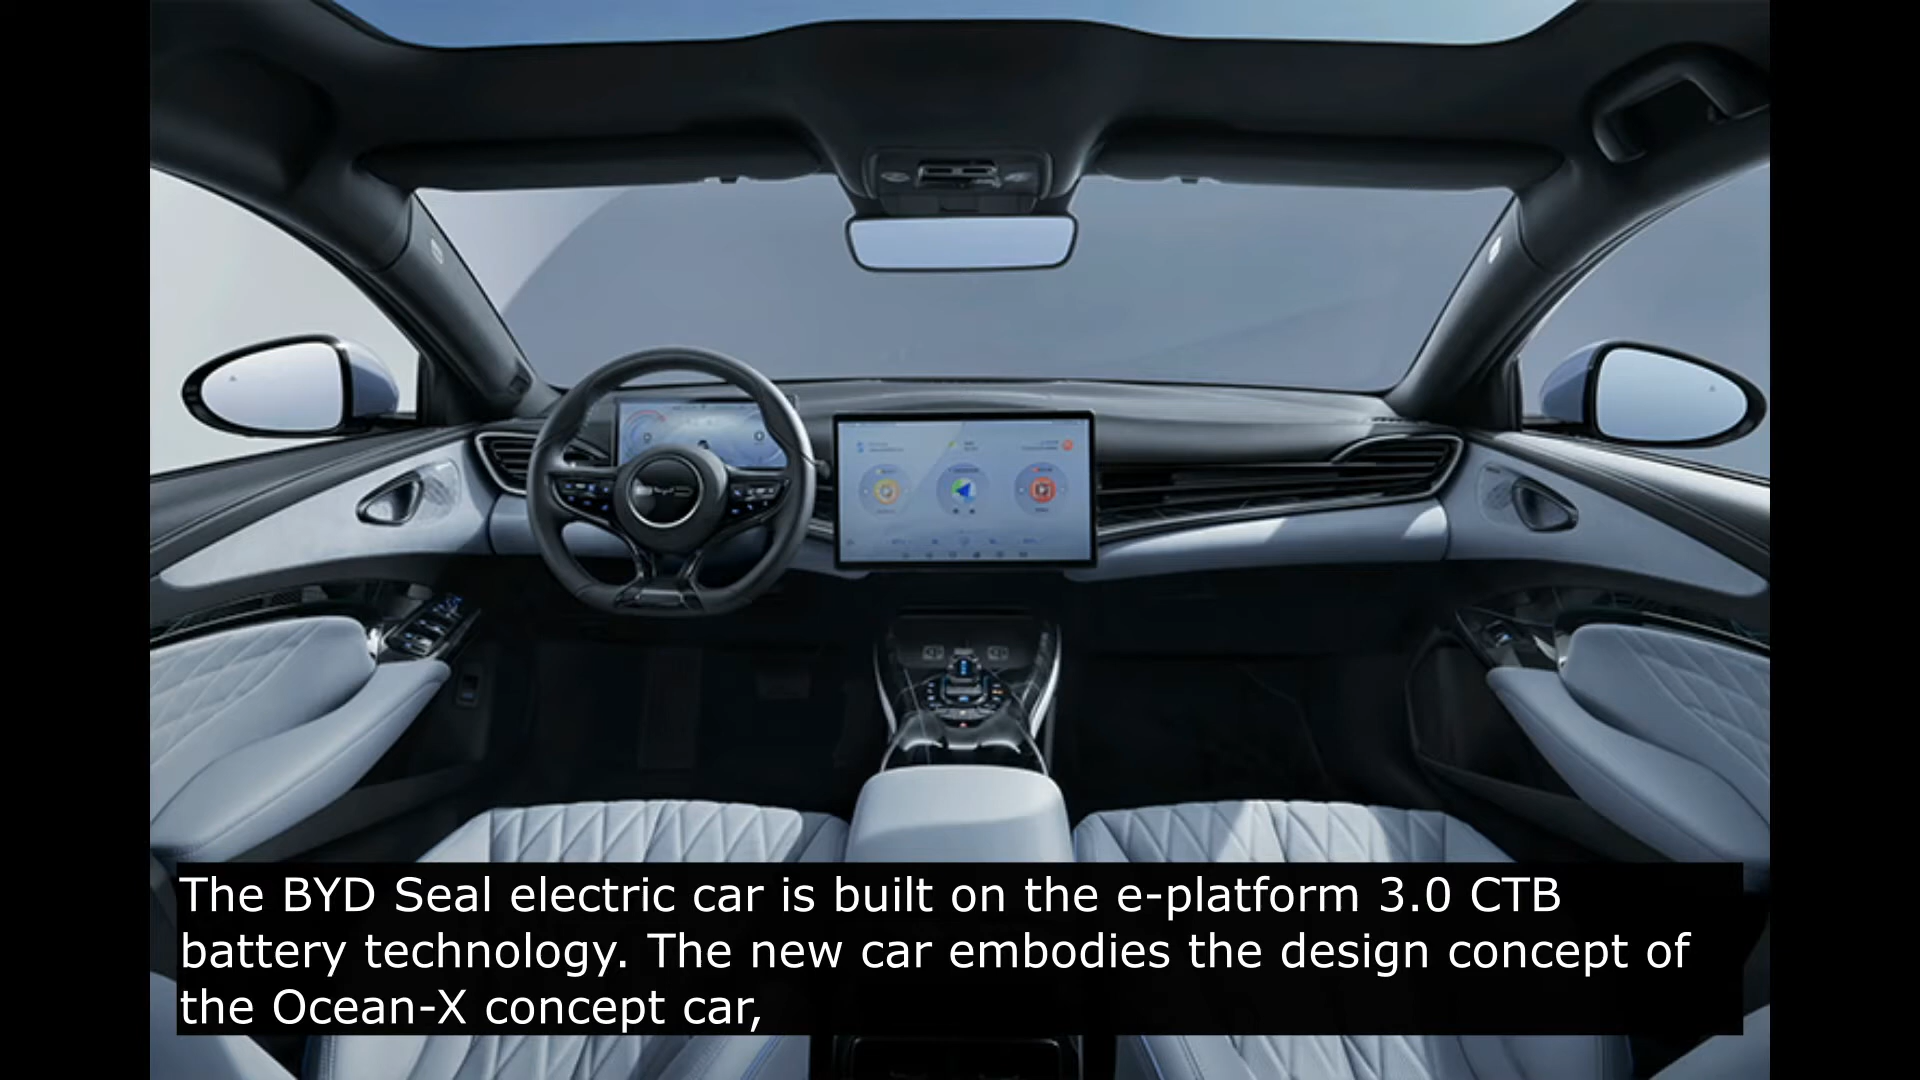 The BYD Seal electric car is built on the e-platform 3.0 CTB
battery technology. The new car embodies the design concept of
the Ocean-X concept car,